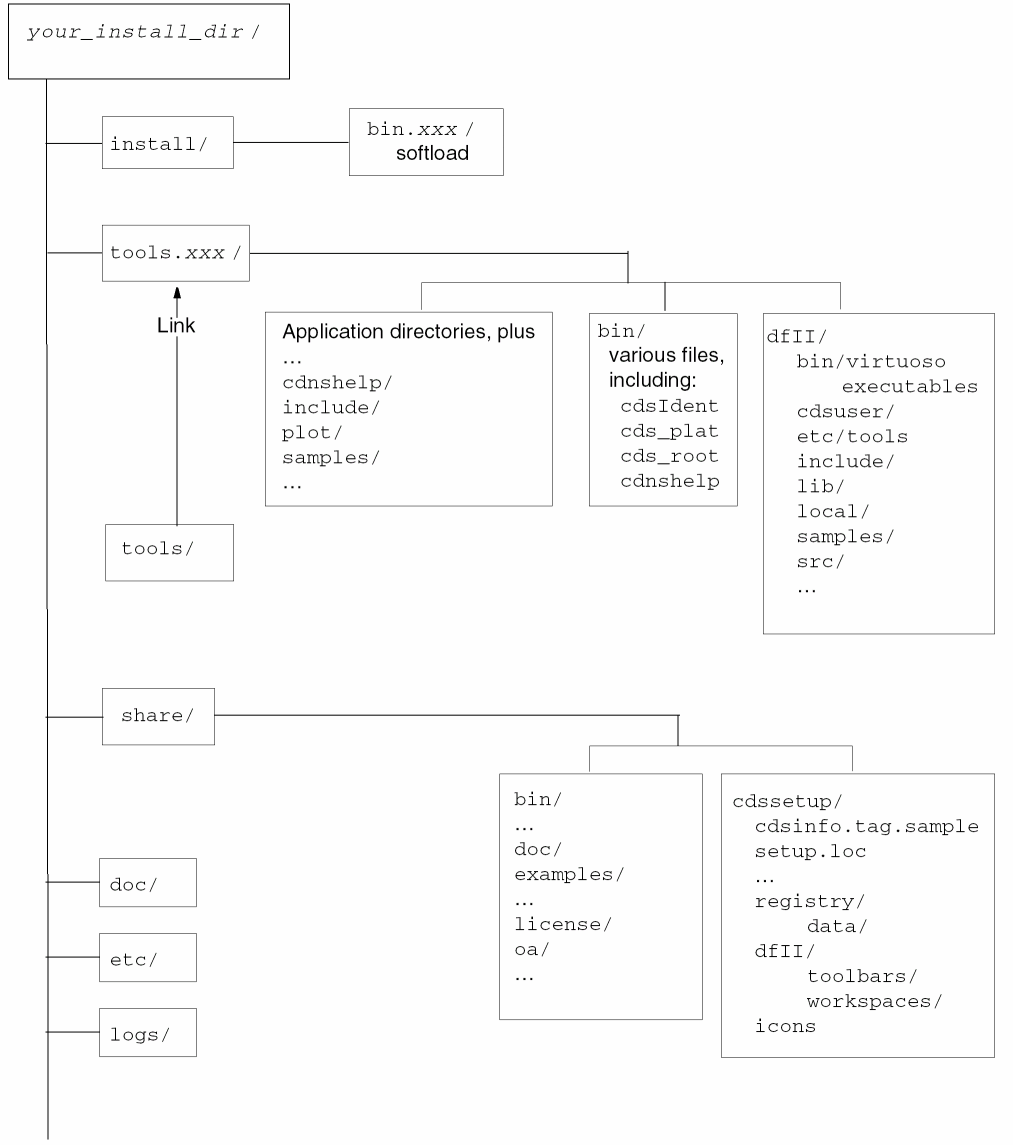 your_install_dir /
install/
bin.xxx /
softload
tools.xxx /
Link
Application directories, plus
...
cdnshelp/
include/
plot/
samples/
...
bin/
various files,
including:
cdsIdent
cds_plat
cds_root
cdnshelp
dfII/
bin/virtuoso
executables
cdsuser/
etc/tools
include/
lib/
local/
samples/
src/
...
tools/
share/
bin/
...
doc/
examples/
...
license/
oa/
...
cdssetup/
cdsinfo.tag.sample
setup.loc
...
registry/
data/
dfII/
toolbars/
workspaces/
icons
doc/
etc/
logs/